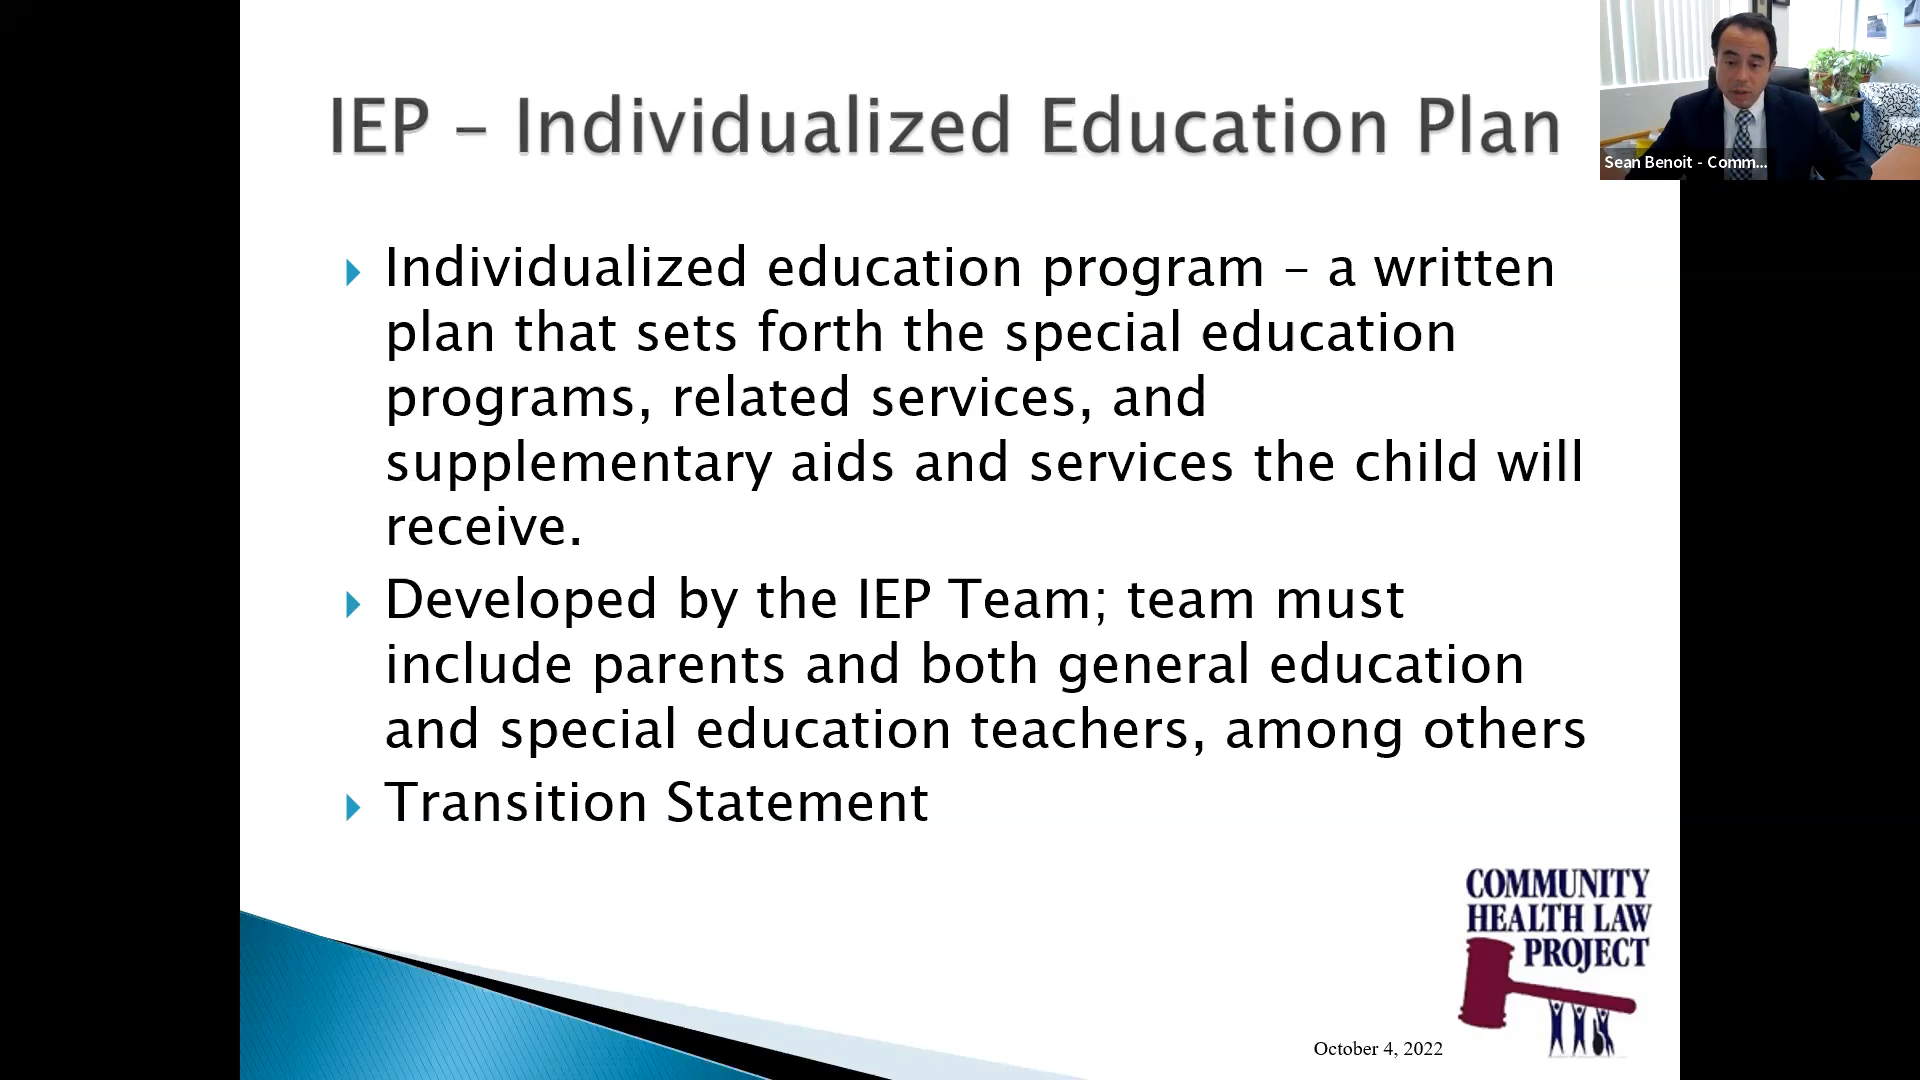 IEP – Individualized Education Plan
Sean Benoit - Comm...
Individualized education program – a written
plan that sets forth the special education
programs, related services, and
supplementary aids and services the child will
receive.
Developed by the IEP Team; team must
include parents and both general education
and special education teachers, among others
Transition Statement
COMMUNITY
HEALTH LAW
PROJECT
October 4, 2022